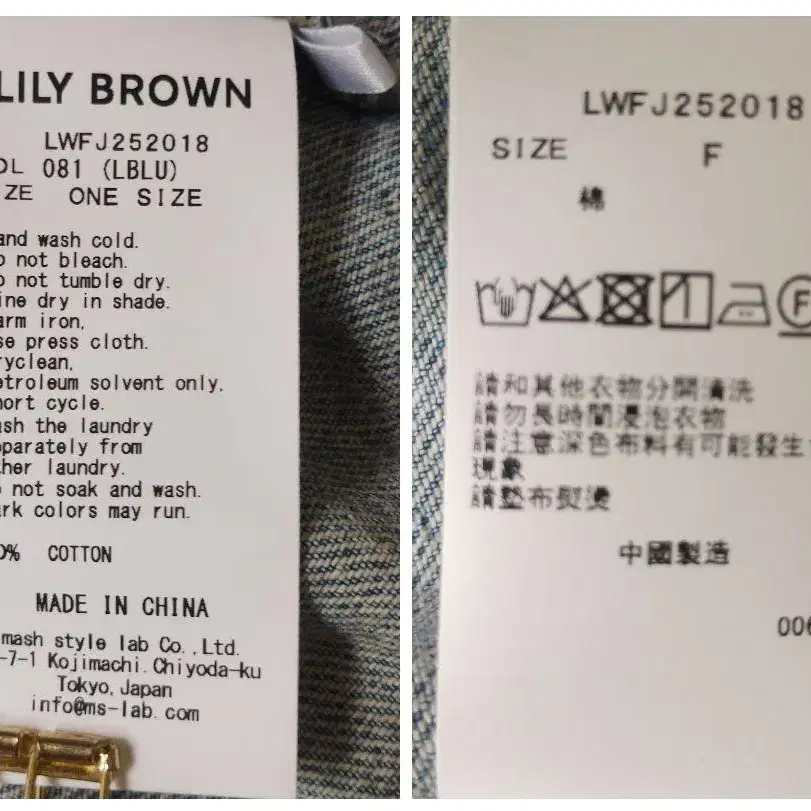 LILY BROWN
LWFJ252018
OL 081 (LBLU)
ZE ONE SIZE
and wash cold.
o not bleach.
o not tumble dry.
ine dry in shade.
arm iron,
se press cloth.
ryclean,
etroleum solvent only.
hort cycle.
ash the laundry
eparately from
ther laundry.
o not soak and wash.
ark colors may run.
0% COTTON
MADE IN CHINA
mash style lab Co.,Ltd.
-7-1 Kojimachi.Chiyoda-ku
Tokyo,Japan
info@ms-lab.com
LWFJ252018
SIZE F
棉
F
請和其他衣物分開清洗
請勿長時間浸泡衣物
請注意深色布料有可能發生
現象
請墊布熨燙
中國製造
006